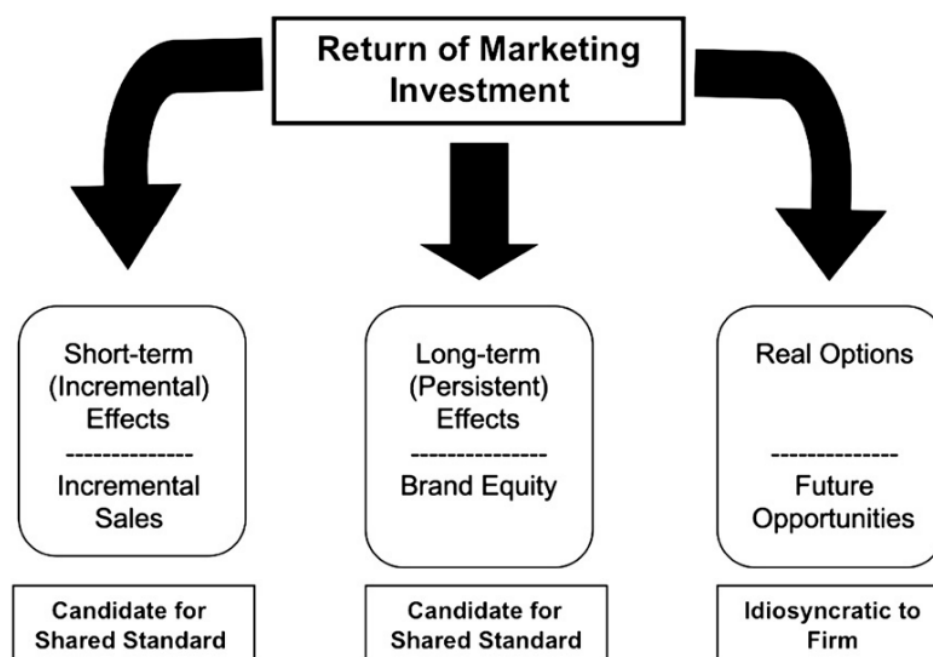 Return of Marketing
Investment
Short-term
(Incremental)
Effects
--------------
Incremental
Sales
Long-term
(Persistent)
Effects
---------------
Brand Equity
Real Options
--------------
Future
Opportunities
Candidate for
Shared Standard
Candidate for
Shared Standard
Idiosyncratic to
Firm